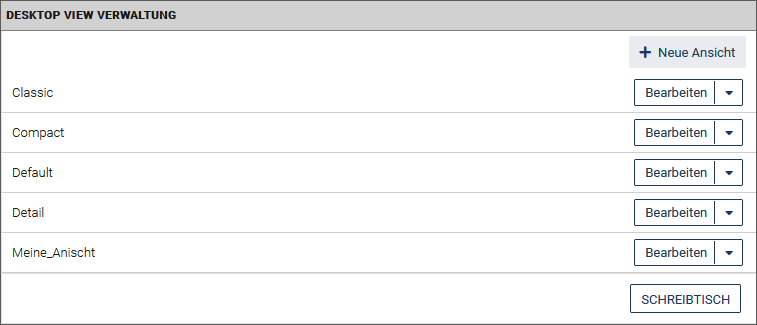 DESKTOP VIEW VERWALTUNG
+ Neue Ansicht
Classic Bearbeiten
Compact Bearbeiten
Default Bearbeiten
Detail Bearbeiten
Meine_Anischt Bearbeiten
SCHREIBTISCH